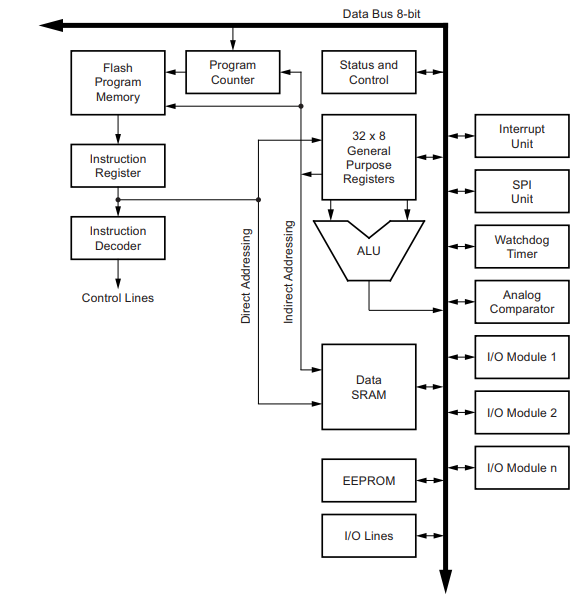 Data Bus 8-bit
Flash
Program
Memory
Program
Counter
Status and
Control
Instruction
Register
32 x 8
General
Purpose
Registers
Interrupt
Unit
SPI
Unit
Instruction
Decoder
ALU
Watchdog
Timer
Control Lines
Direct Addressing
Indirect Addressing
Analog
Comparator
Data
SRAM
I/O Module 1
I/O Module 2
EEPROM
I/O Module n
I/O Lines